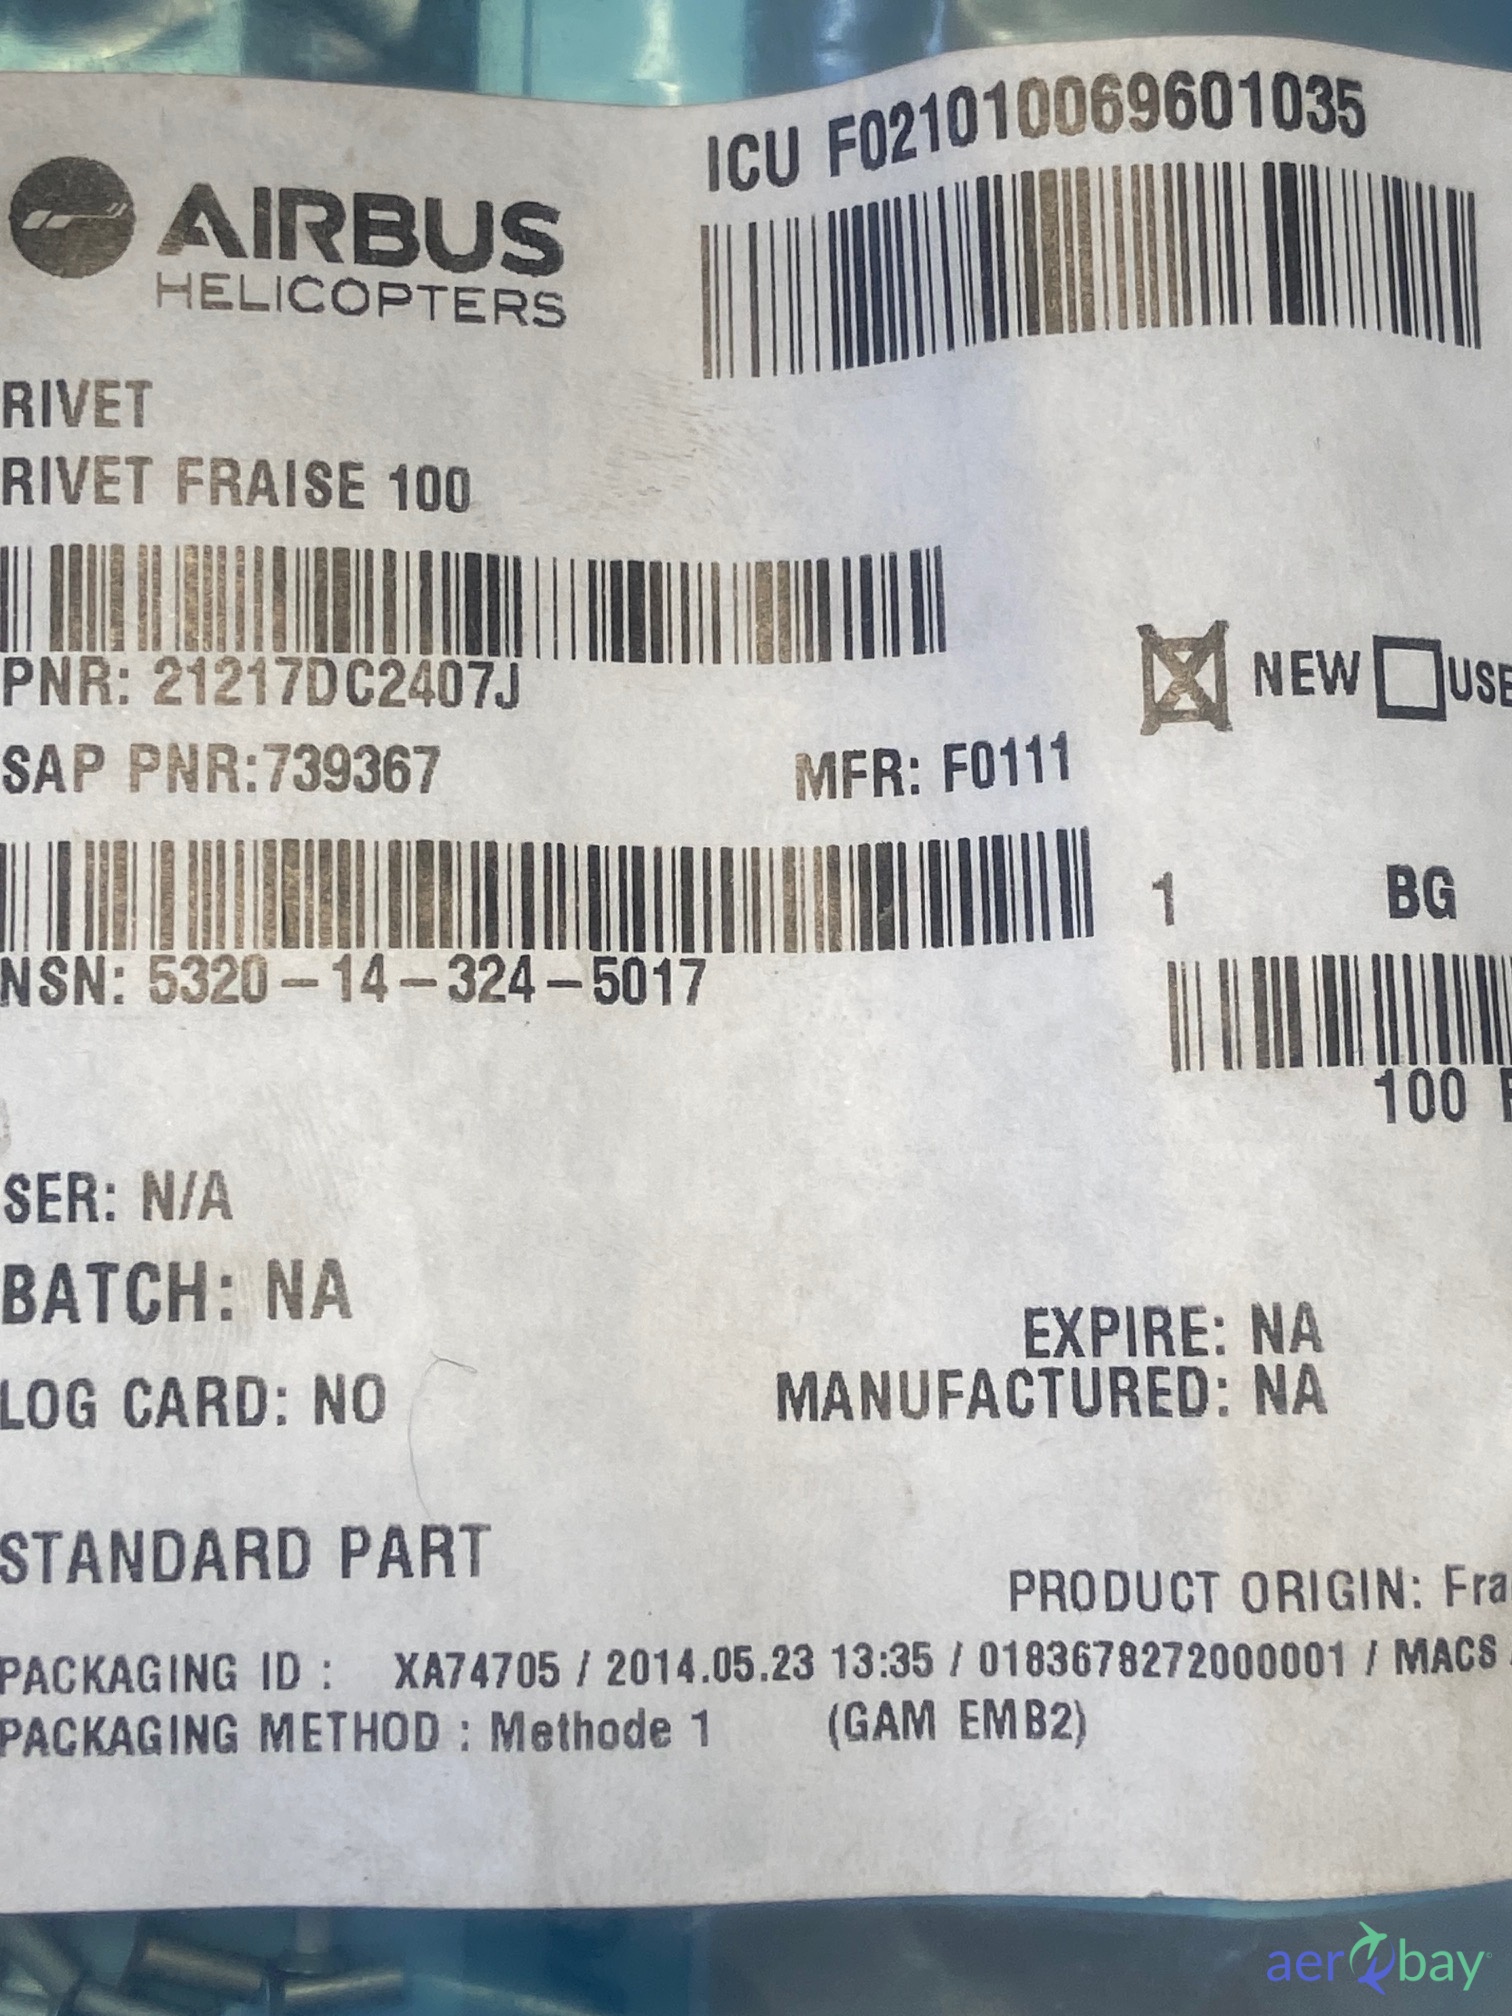 ICU F021010069601035
AIRBUS
HELICOPTERS
RIVET
RIVET FRAISE 100
PNR: 21217DC2407J
NEW USE
SAP PNR:739367 MFR: F0111
1 BG
NSN: 5320-14-324-5017
100
SER: N/A
BATCH: NA
EXPIRE: NA
LOG CARD: NO
MANUFACTURED: NA
STANDARD PART
PRODUCT ORIGIN: Fra
PACKAGING ID : XA74705 / 2014.05.23 13:35 / 0183678272000001 / MACS
PACKAGING METHOD : Methode 1 (GAM EMB2)
aerobay